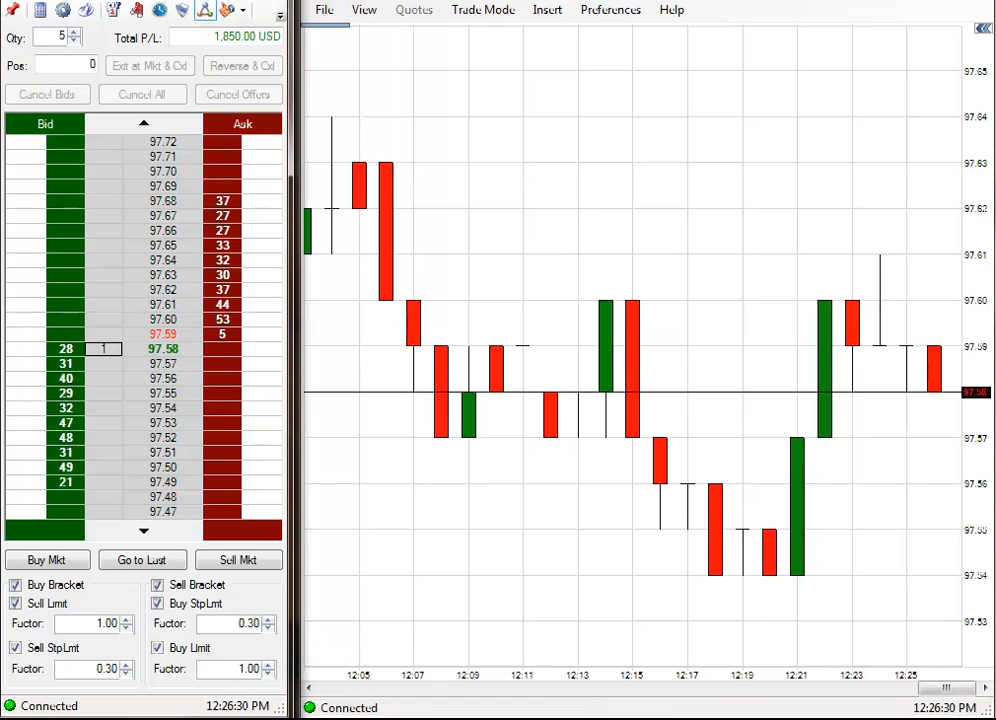 File View Quotes Trade Mode Insert Preferences Help
Qty: 5 Total P/L: 1,850.00 USD
Pos: 0 Exit at Mkt & Cxl Reverse & Cxl
Cancel Bids Cancel All Cancel Offers
Bid Ask
97.72
97.71
97.70
97.69
97.68 37
97.67 27
97.66 27
97.65 33
97.64 32
97.63 30
97.62 37
97.61 44
97.60 53
97.59 5
28 1 97.58
31 97.57
40 97.56
29 97.55
32 97.54
47 97.53
48 97.52
31 97.51
49 97.50
21 97.49
97.48
97.47
Buy Mkt Go to Last Sell Mkt
Buy Bracket Sell Bracket
Sell Limit Buy StpLmt
Factor: 1.00 Factor: 0.30
Sell StpLmt Buy Limit
Factor: 0.30 Factor: 1.00
Connected 12:26:30 PM
97.65
97.64
97.63
97.62
97.61
97.60
97.59
97.58
97.57
97.56
97.55
97.54
97.53
12:05 12:07 12:09 12:11 12:13 12:15 12:17 12:19 12:21 12:23 12:25
Connected 12:26:30 PM